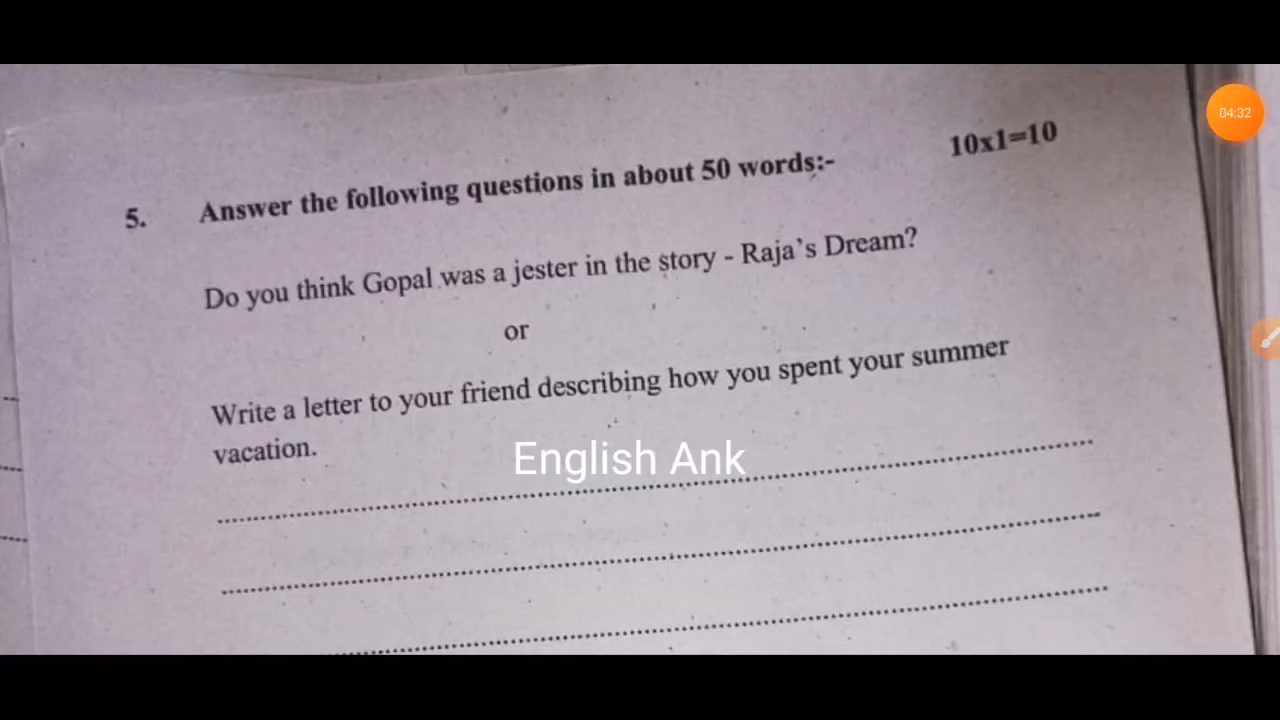 04:32
10x1=10
5. Answer the following questions in about 50 words:-
Do you think Gopal was a jester in the story - Raja's Dream?
or
Write a letter to your friend describing how you spent your summer
vacation.
English Ank